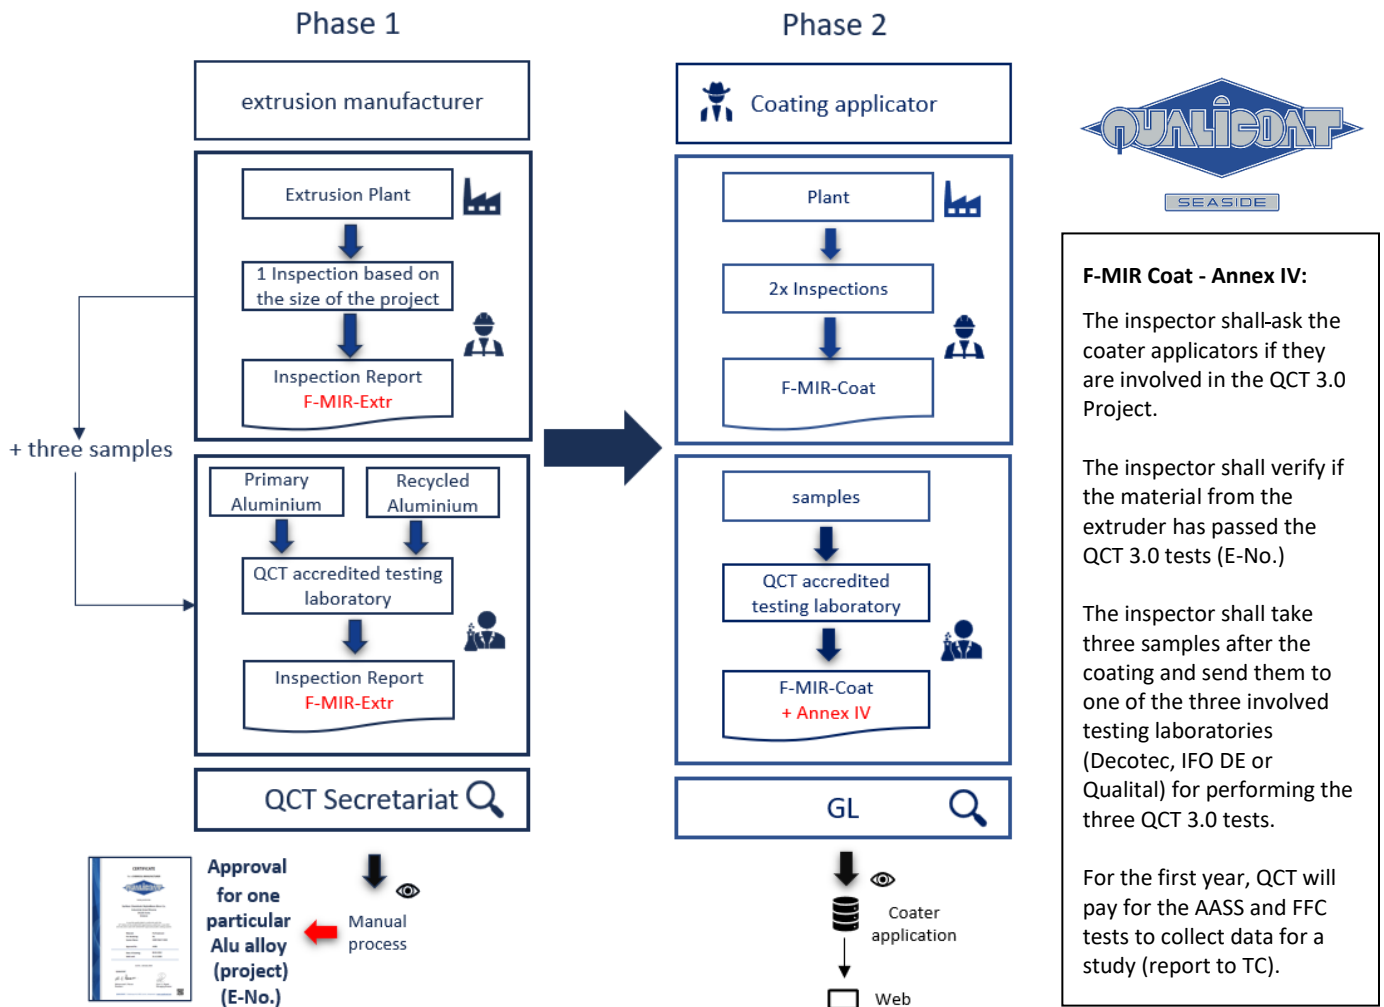 Phase 1
extrusion manufacturer
Extrusion Plant
1 Inspection based on
the size of the project
Inspection Report
F-MIR-Extr
+ three samples
Primary
Aluminium
Recycled
Aluminium
QCT accredited testing
laboratory
Inspection Report
F-MIR-Extr
QCT Secretariat
CERTIFICATE
QUALICOAT
Approval
for one
particular
Alu alloy
(project)
(E-No.)
Manual
process
Phase 2
Coating applicator
Plant
2x Inspections
F-MIR-Coat
samples
QCT accredited
testing laboratory
F-MIR-Coat
+ Annex IV
GL
Coater
application
Web
QUALICOAT
SEASIDE
F-MIR Coat - Annex IV:
The inspector shall-ask the
coater applicators if they
are involved in the QCT 3.0
Project.
The inspector shall verify if
the material from the
extruder has passed the
QCT 3.0 tests (E-No.)
The inspector shall take
three samples after the
coating and send them to
one of the three involved
testing laboratories
(Decotec, IFO DE or
Qualital) for performing the
three QCT 3.0 tests.
For the first year, QCT will
pay for the AASS and FFC
tests to collect data for a
study (report to TC).